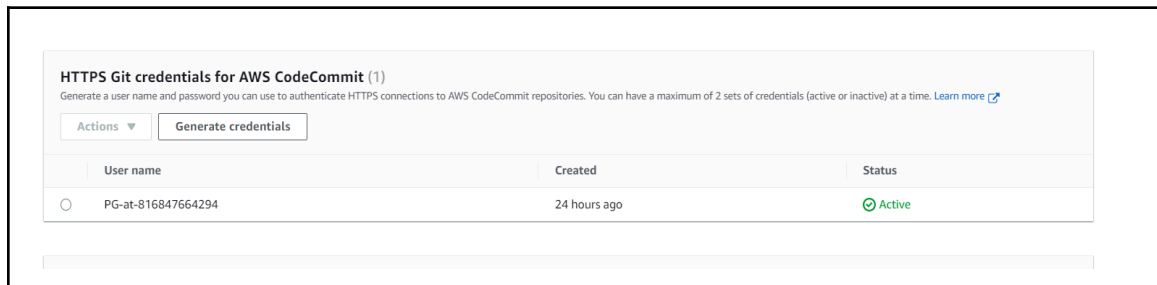 HTTPS Git credentials for AWS CodeCommit (1)
Generate a user name and password you can use to authenticate HTTPS connections to AWS CodeCommit repositories. You can have a maximum of 2 sets of credentials (active or inactive) at a time. Learn more
Actions ▼ Generate credentials
User name Created Status
PG-at-816847664294 24 hours ago Active